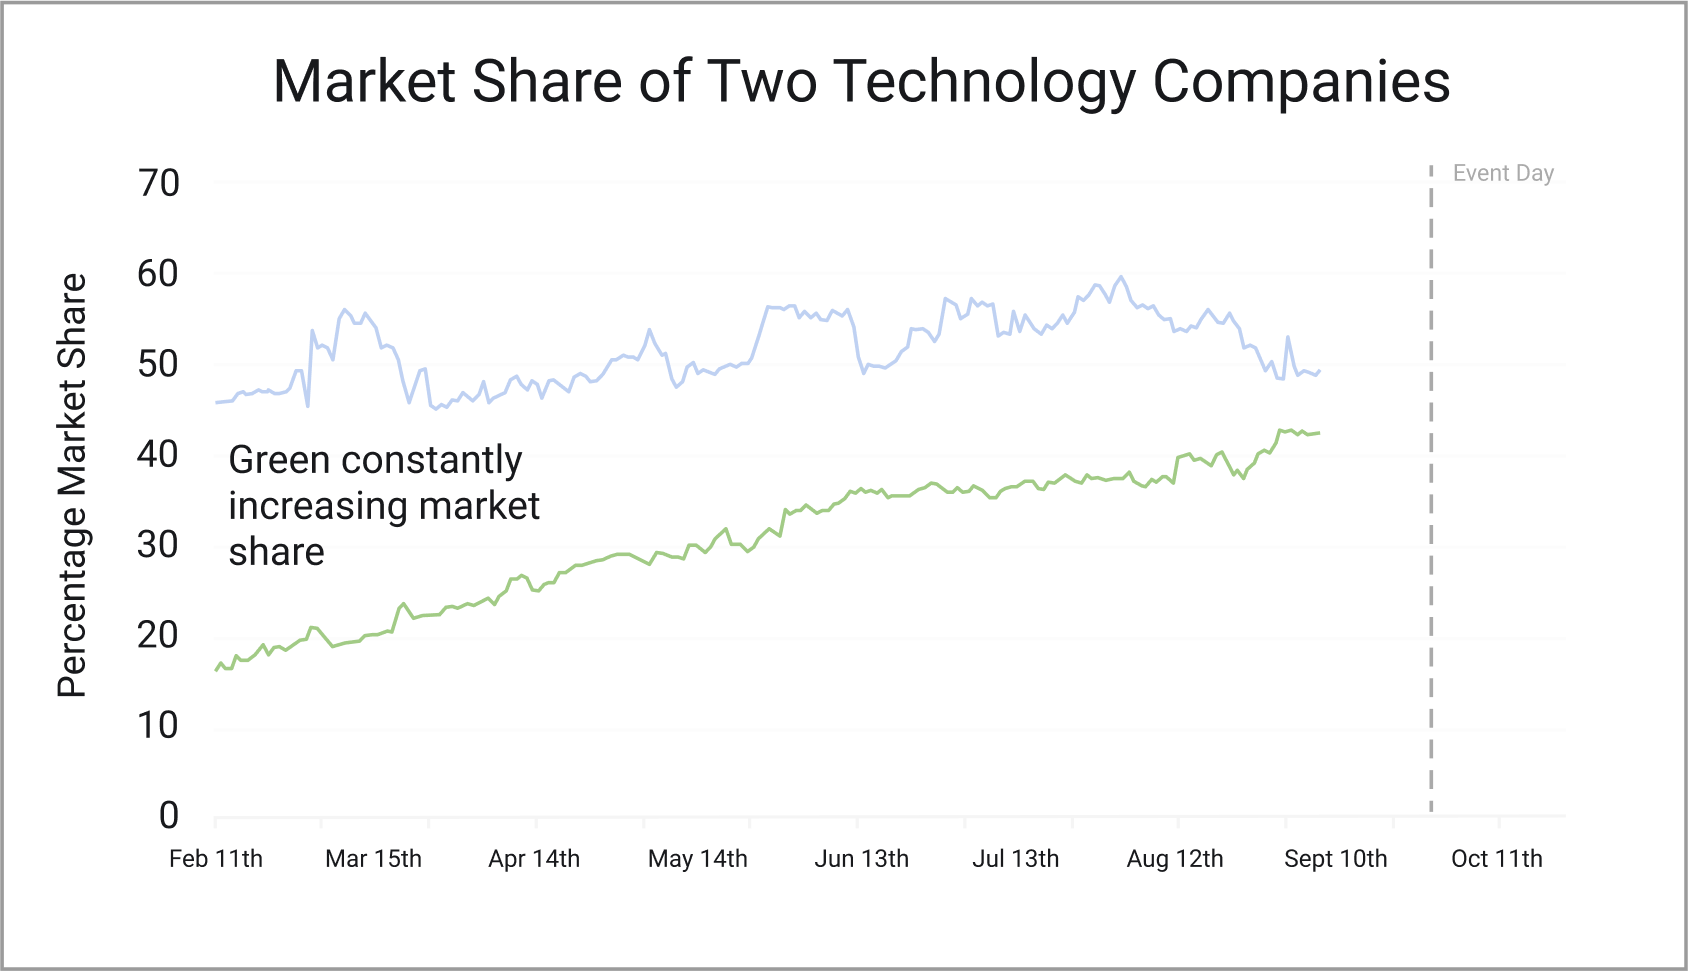 Market Share of Two Technology Companies
Event Day
Percentage Market Share
70
60
50
40
30
20
10
0
Green constantly
increasing market
share
Feb 11th Mar 15th Apr 14th May 14th Jun 13th Jul 13th Aug 12th Sept 10th Oct 11th